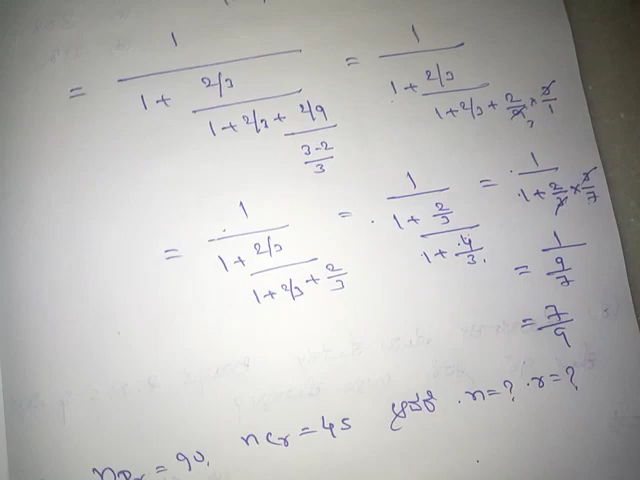 = 1/(1 + (2/3)/(1 + 2/3 + (2/9)/((3-2)/3))) = 1/(1 + (2/3)/(1 + 2/3 + 2/9 × 3/1))
3
= 1/(1 + (2/3)/(1 + 2/3 + 2/3)) = 1/(1 + (2/3)/(1 + 4/3)) = 1/(1 + 2/3 × 3/7)
= 1/(9/7)
= 7/9
nPr = 90, nCr = 45 n=? r=?